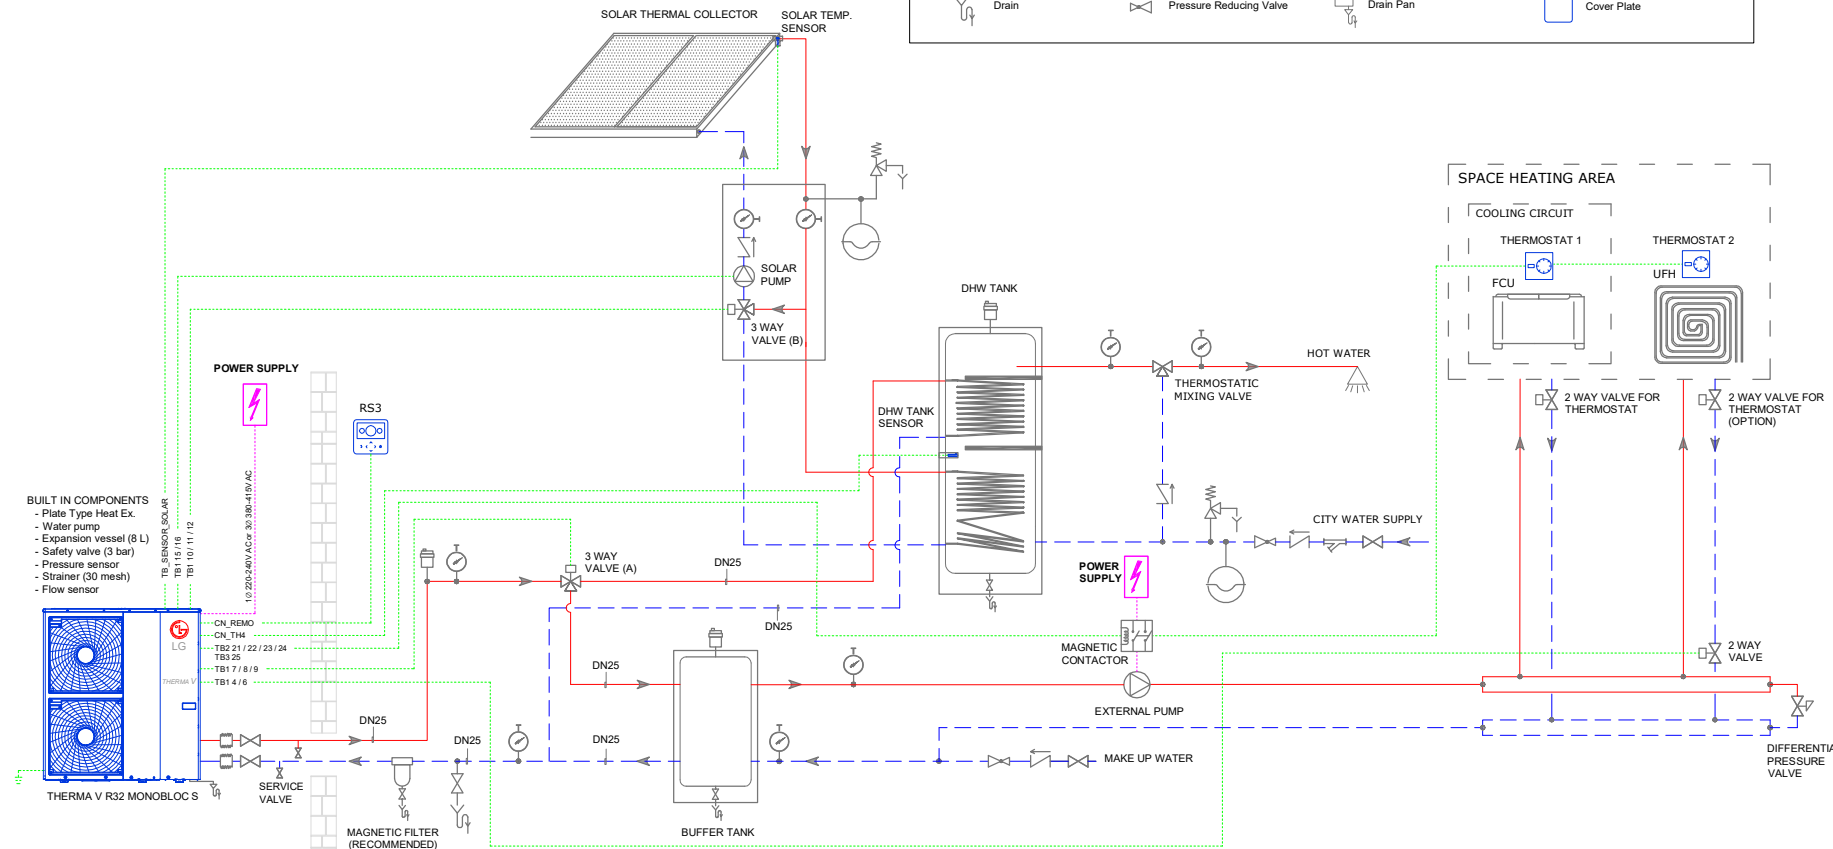 Drain
Pressure Reducing Valve
Drain Pan
Cover Plate
SOLAR THERMAL COLLECTOR
SOLAR TEMP.
SENSOR
SPACE HEATING AREA
COOLING CIRCUIT
THERMOSTAT 1
THERMOSTAT 2
FCU
UFH
SOLAR
PUMP
3 WAY
VALVE (B)
DHW TANK
HOT WATER
THERMOSTATIC
MIXING VALVE
2 WAY VALVE FOR
THERMOSTAT
2 WAY VALVE FOR
THERMOSTAT
(OPTION)
POWER SUPPLY
RS3
DHW TANK
SENSOR
BUILT IN COMPONENTS
- Plate Type Heat Ex.
- Water pump
- Expansion vessel (8 L)
- Safety valve (3 bar)
- Pressure sensor
- Strainer (30 mesh)
- Flow sensor
TB_SENSOR_SOLAR
TB1 15 / 16
TB1 10 / 11 / 12
1∅ 220-240V AC or 3∅ 380-415V AC
CITY WATER SUPPLY
3 WAY
VALVE (A)
DN25
POWER
SUPPLY
DN25
LG
THERMA V
CN_REMO
CN_TH4
TB2 21 / 22 / 23 / 24
TB3 25
TB1 7 / 8 / 9
TB1 4 / 6
MAGNETIC
CONTACTOR
2 WAY
VALVE
DN25
EXTERNAL PUMP
DN25
DN25
DN25
MAKE UP WATER
DIFFERENTIA
PRESSURE
VALVE
SERVICE
VALVE
THERMA V R32 MONOBLOC S
MAGNETIC FILTER
(RECOMMENDED)
BUFFER TANK